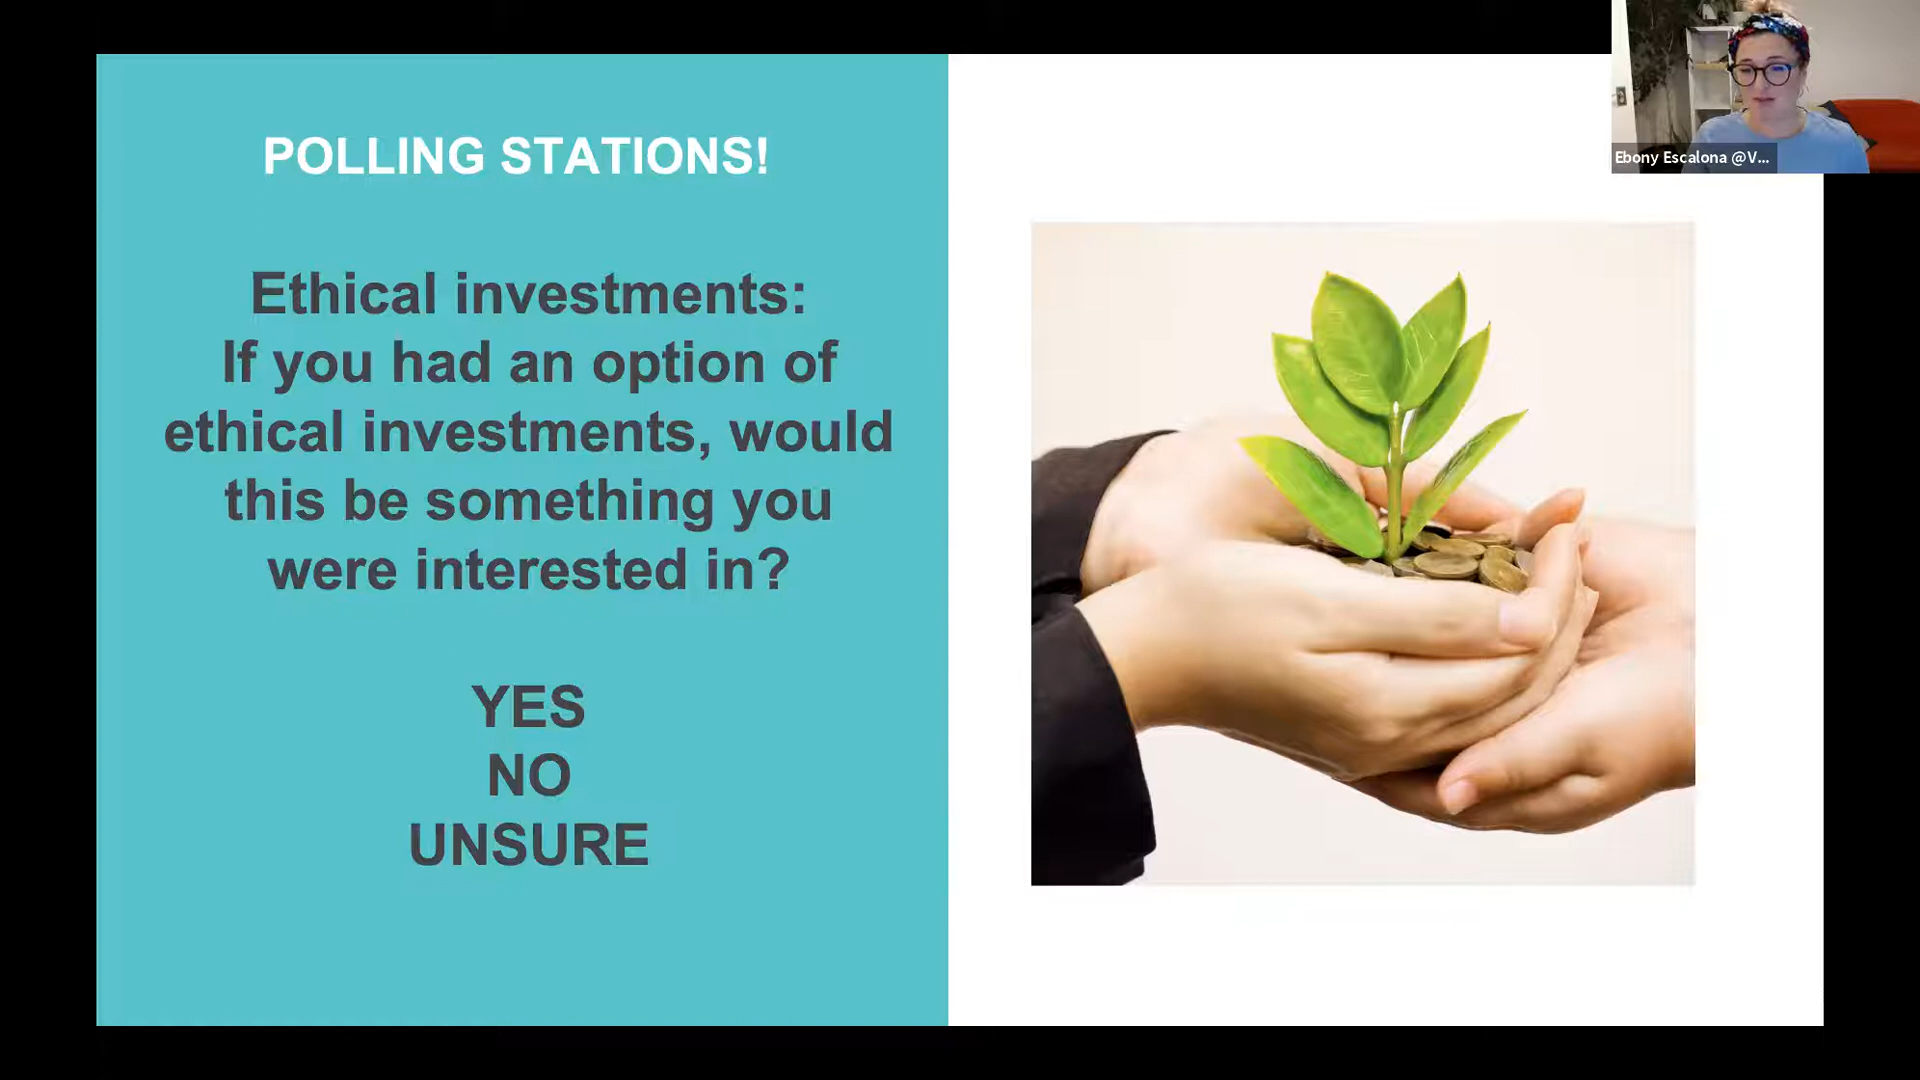 POLLING STATIONS!
Ethical investments:
If you had an option of
ethical investments, would
this be something you
were interested in?
YES
NO
UNSURE
Ebony Escalona @V...